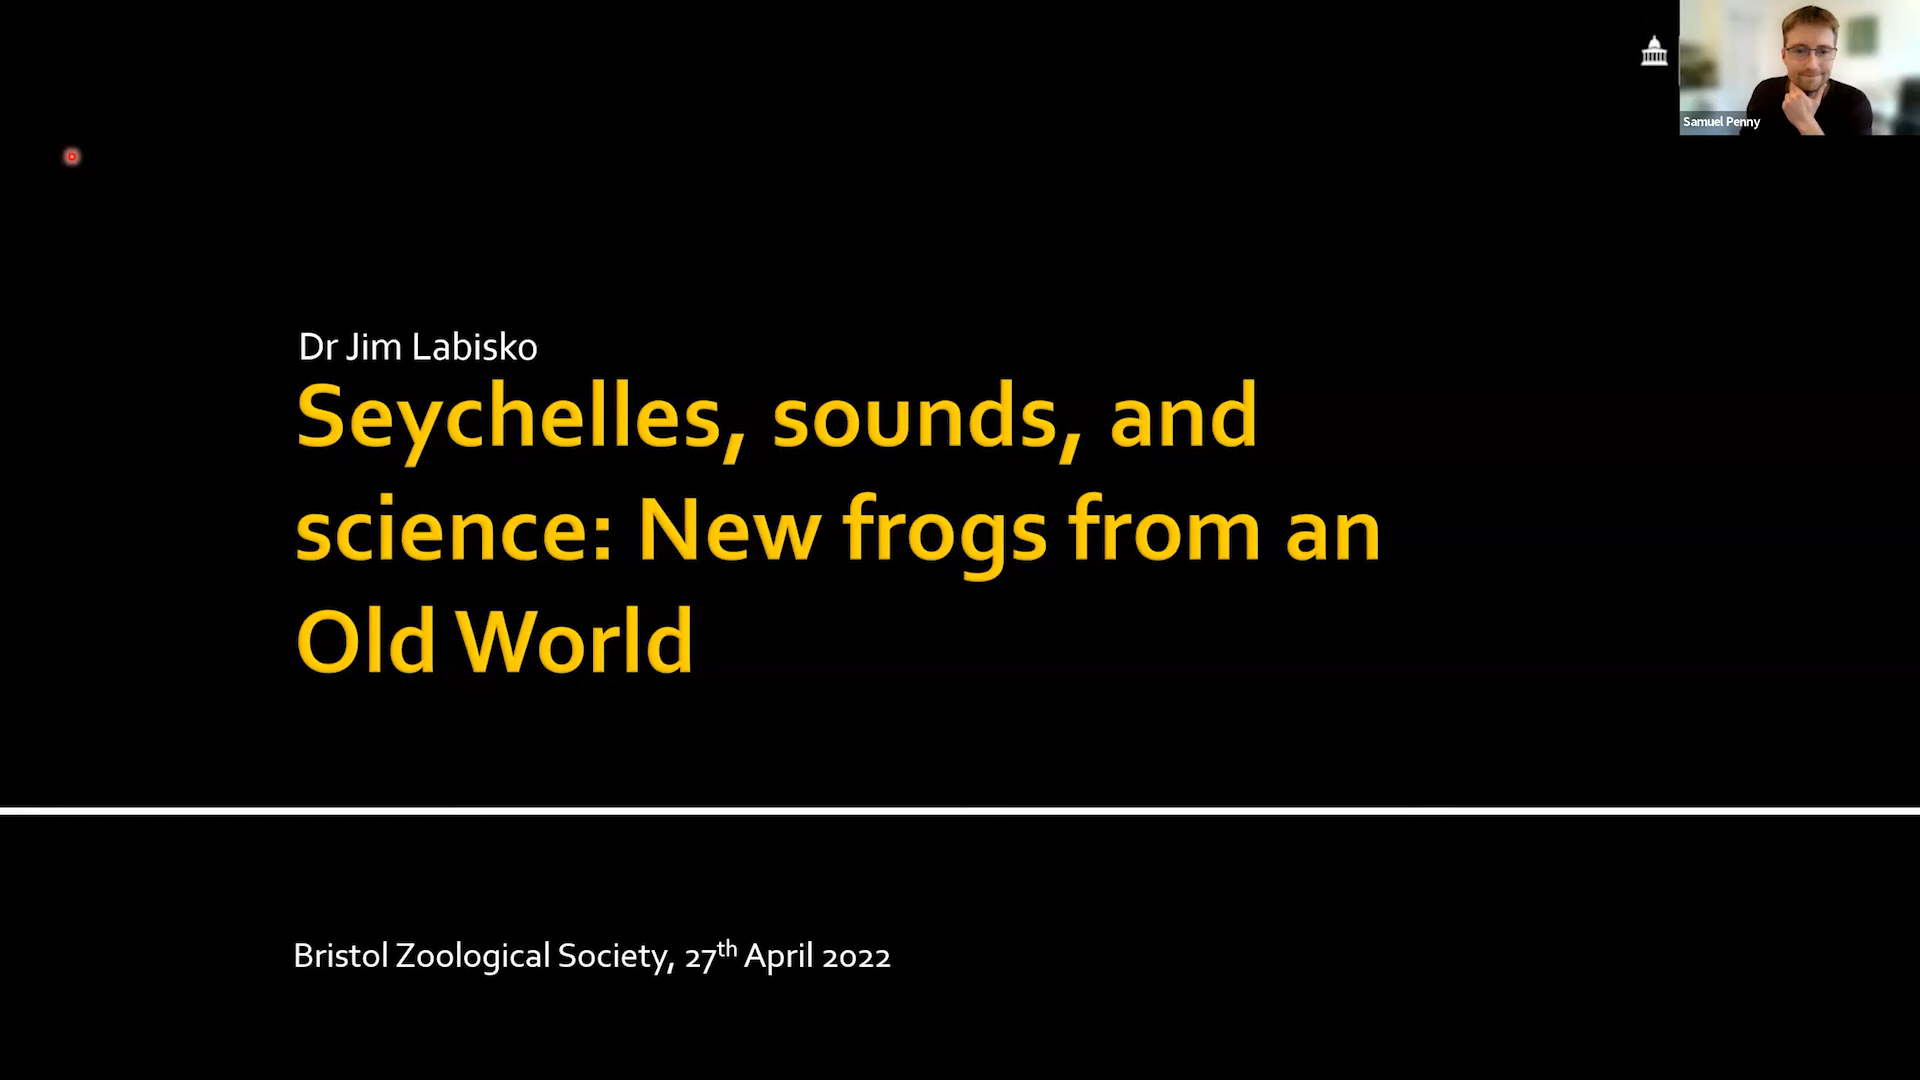 Samuel Penny
Dr Jim Labisko
Seychelles, sounds, and
science: New frogs from an
Old World
Bristol Zoological Society, 27th April 2022